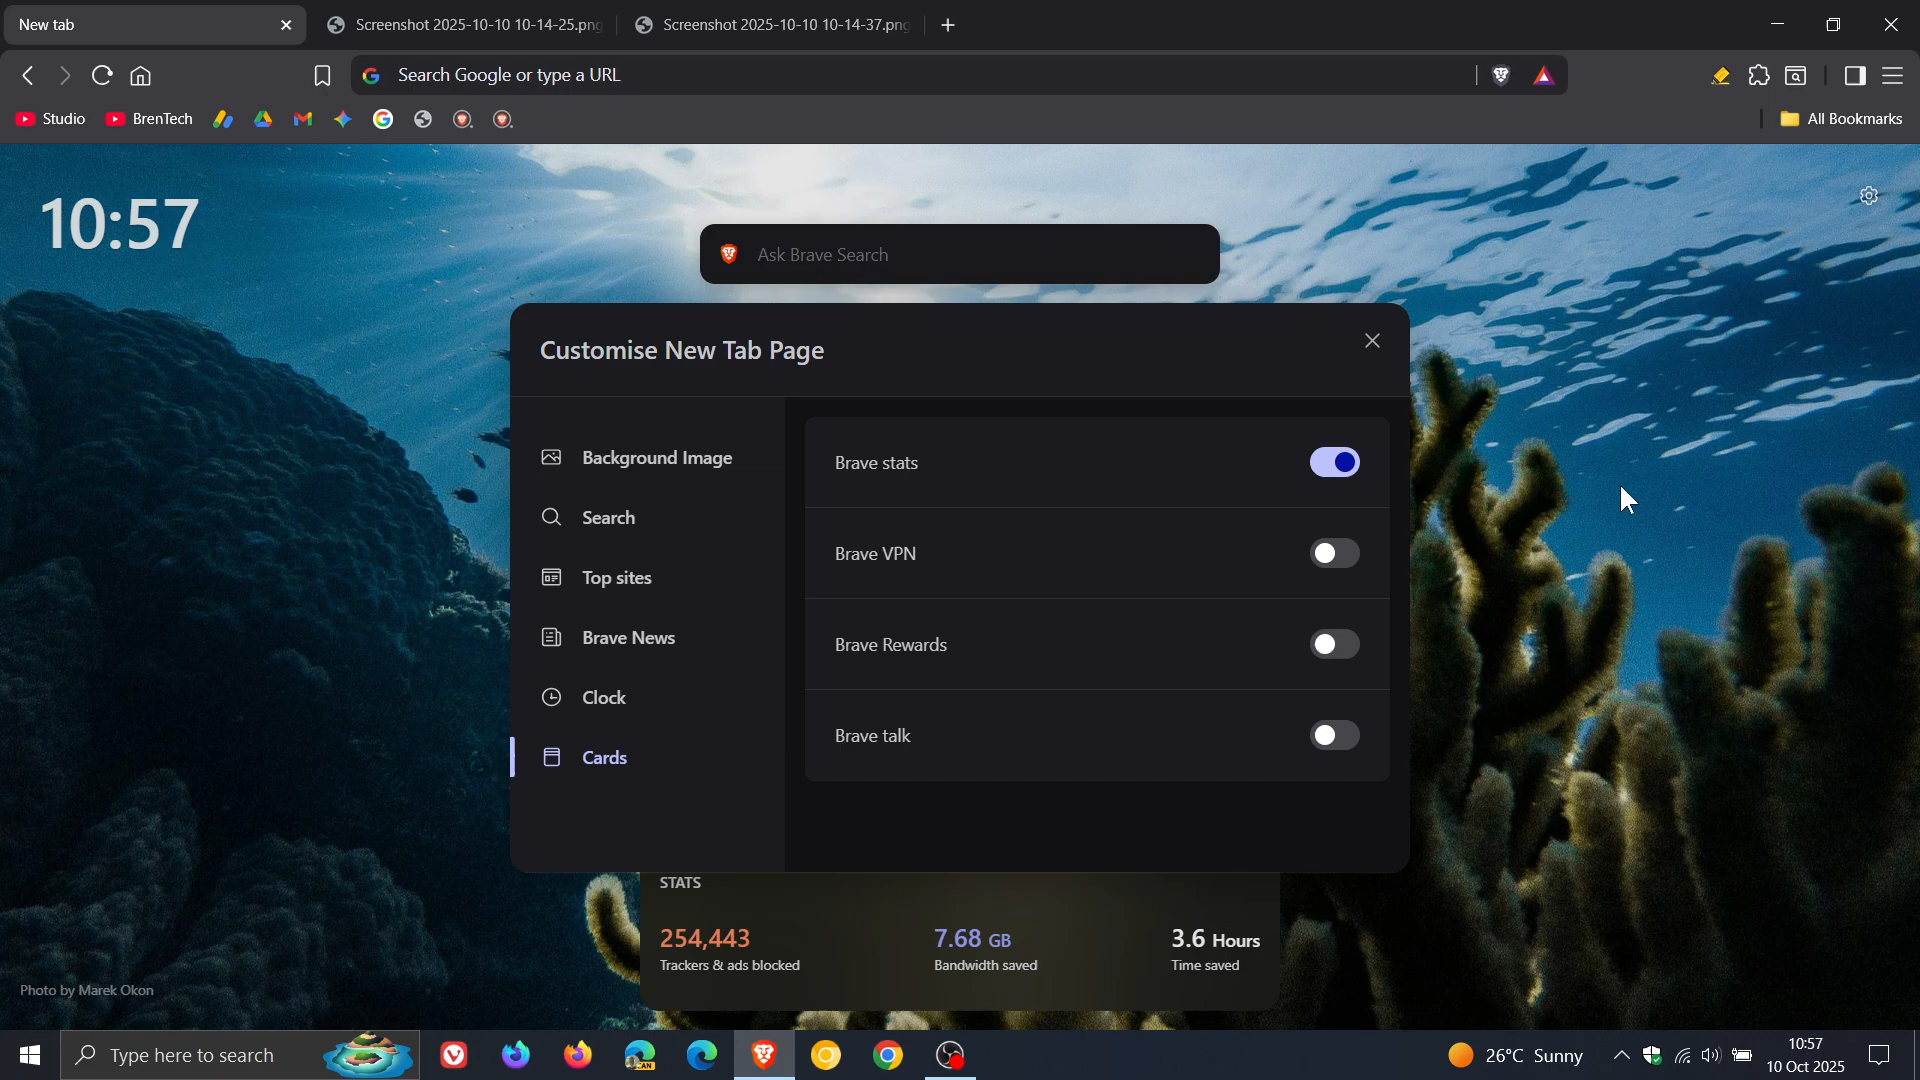 New tab
Screenshot 2025-10-10 10-14-25.png
Screenshot 2025-10-10 10-14-37.png
Search Google or type a URL
Studio
BrenTech
All Bookmarks
10:57
Ask Brave Search
Customise New Tab Page
Background Image
Search
Top sites
Brave News
Clock
Cards
Brave stats
Brave VPN
Brave Rewards
Brave talk
STATS
254,443
Trackers & ads blocked
7.68 GB
Bandwidth saved
3.6 Hours
Time saved
Photo by Marek Okon
Type here to search
CAN
26°C Sunny
10:57
10 Oct 2025